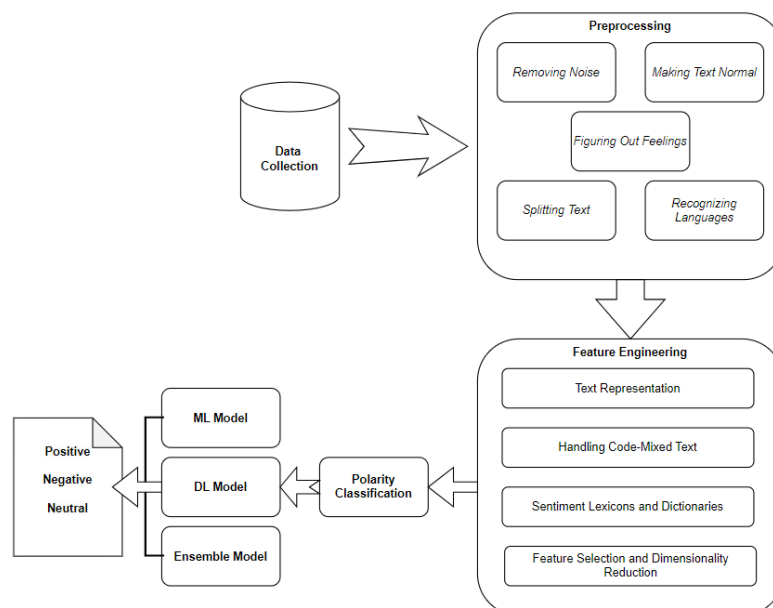 Preprocessing
Removing Noise
Making Text Normal
Figuring Out Feelings
Splitting Text
Recognizing
Languages
Data
Collection
Feature Engineering
Text Representation
Handling Code-Mixed Text
Sentiment Lexicons and Dictionaries
Feature Selection and Dimensionality
Reduction
Polarity
Classification
ML Model
DL Model
Ensemble Model
Positive
Negative
Neutral